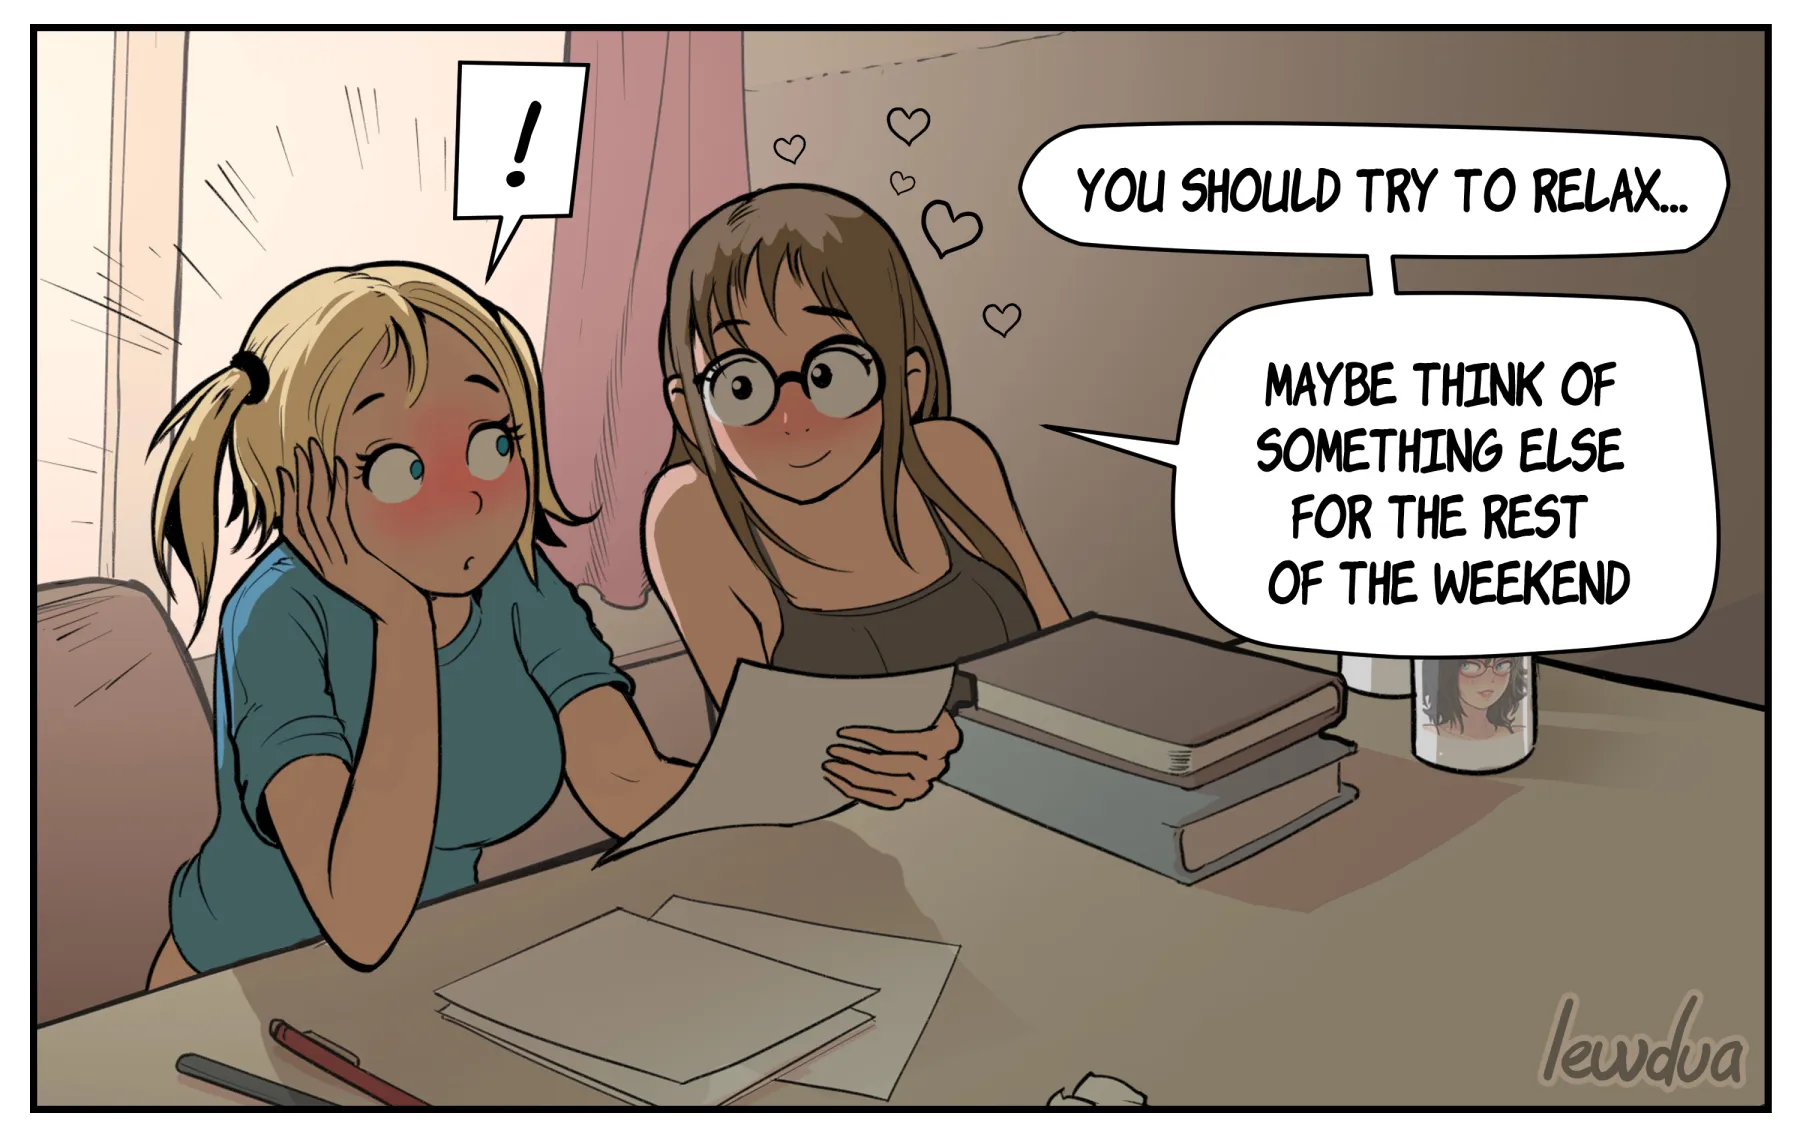 !
YOU SHOULD TRY TO RELAX...
MAYBE THINK OF
SOMETHING ELSE
FOR THE REST
OF THE WEEKEND
lewdua